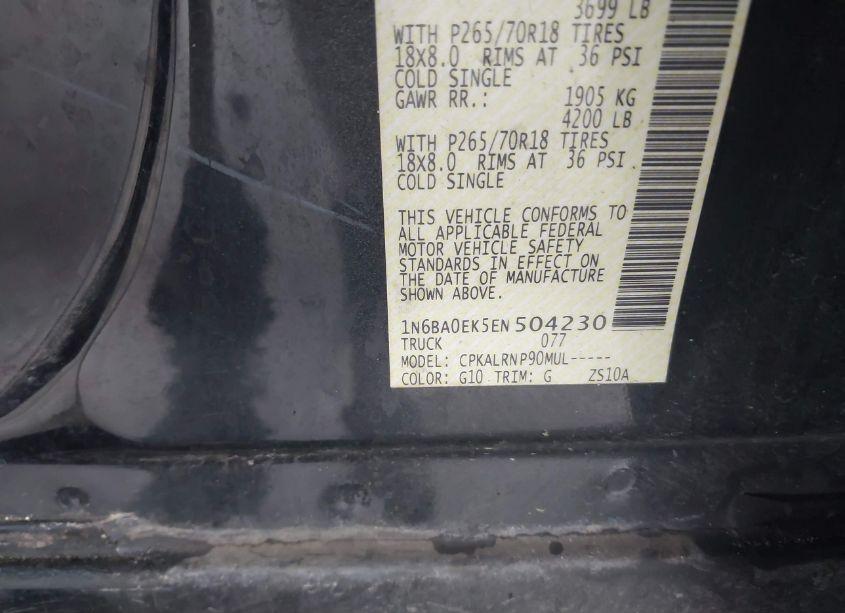 3699 LB
WITH P265/70R18 TIRES
18X8.0 RIMS AT 36 PSI
COLD SINGLE
GAWR RR.: 1905 KG
4200 LB
WITH P265/70R18 TIRES
18X8.0 RIMS AT 36 PSI
COLD SINGLE
THIS VEHICLE CONFORMS TO
ALL APPLICABLE FEDERAL
MOTOR VEHICLE SAFETY
STANDARDS IN EFFECT ON
THE DATE OF MANUFACTURE
SHOWN ABOVE.
1N6BA0EK5EN504230
TRUCK 077
MODEL: CPKALRNP90MUL-----
COLOR: G10 TRIM: G ZS10A